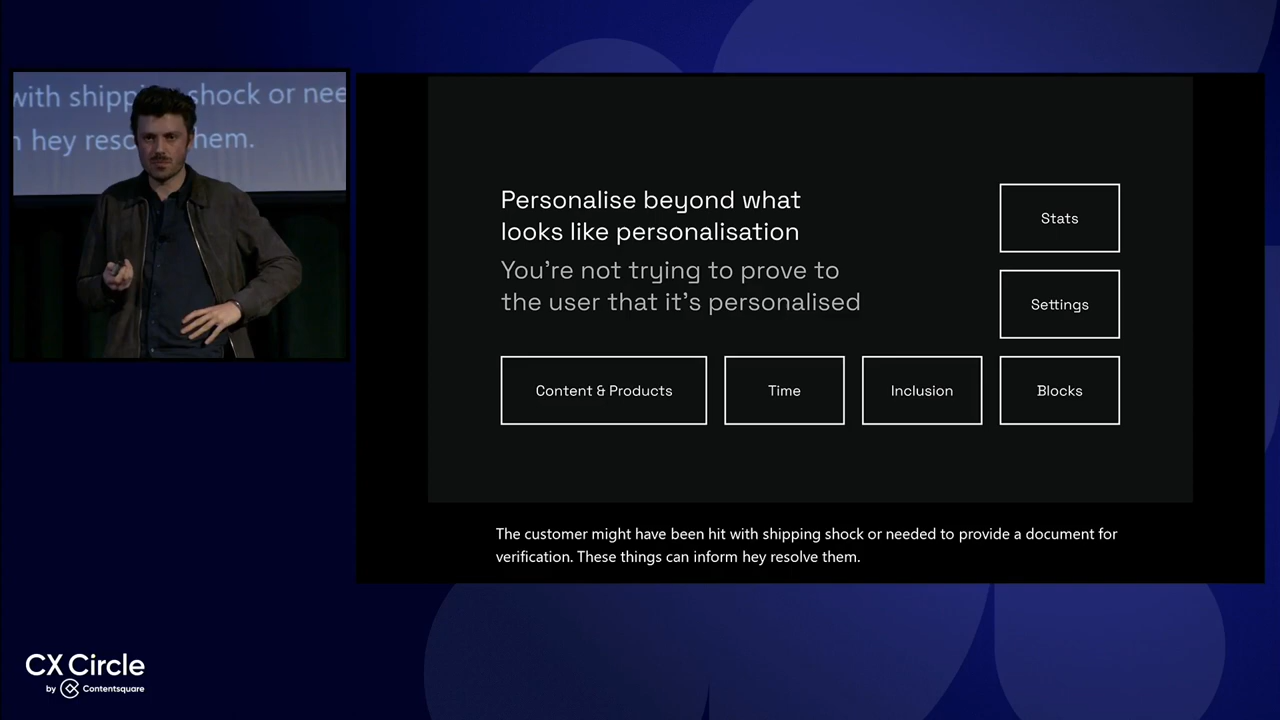 with shipping shock or nee
hey reso hem.
Personalise beyond what
looks like personalisation
You're not trying to prove to
the user that it's personalised
Stats
Settings
Content & Products
Time
Inclusion
Blocks
The customer might have been hit with shipping shock or needed to provide a document for
verification. These things can inform hey resolve them.
CX Circle
by Contentsquare